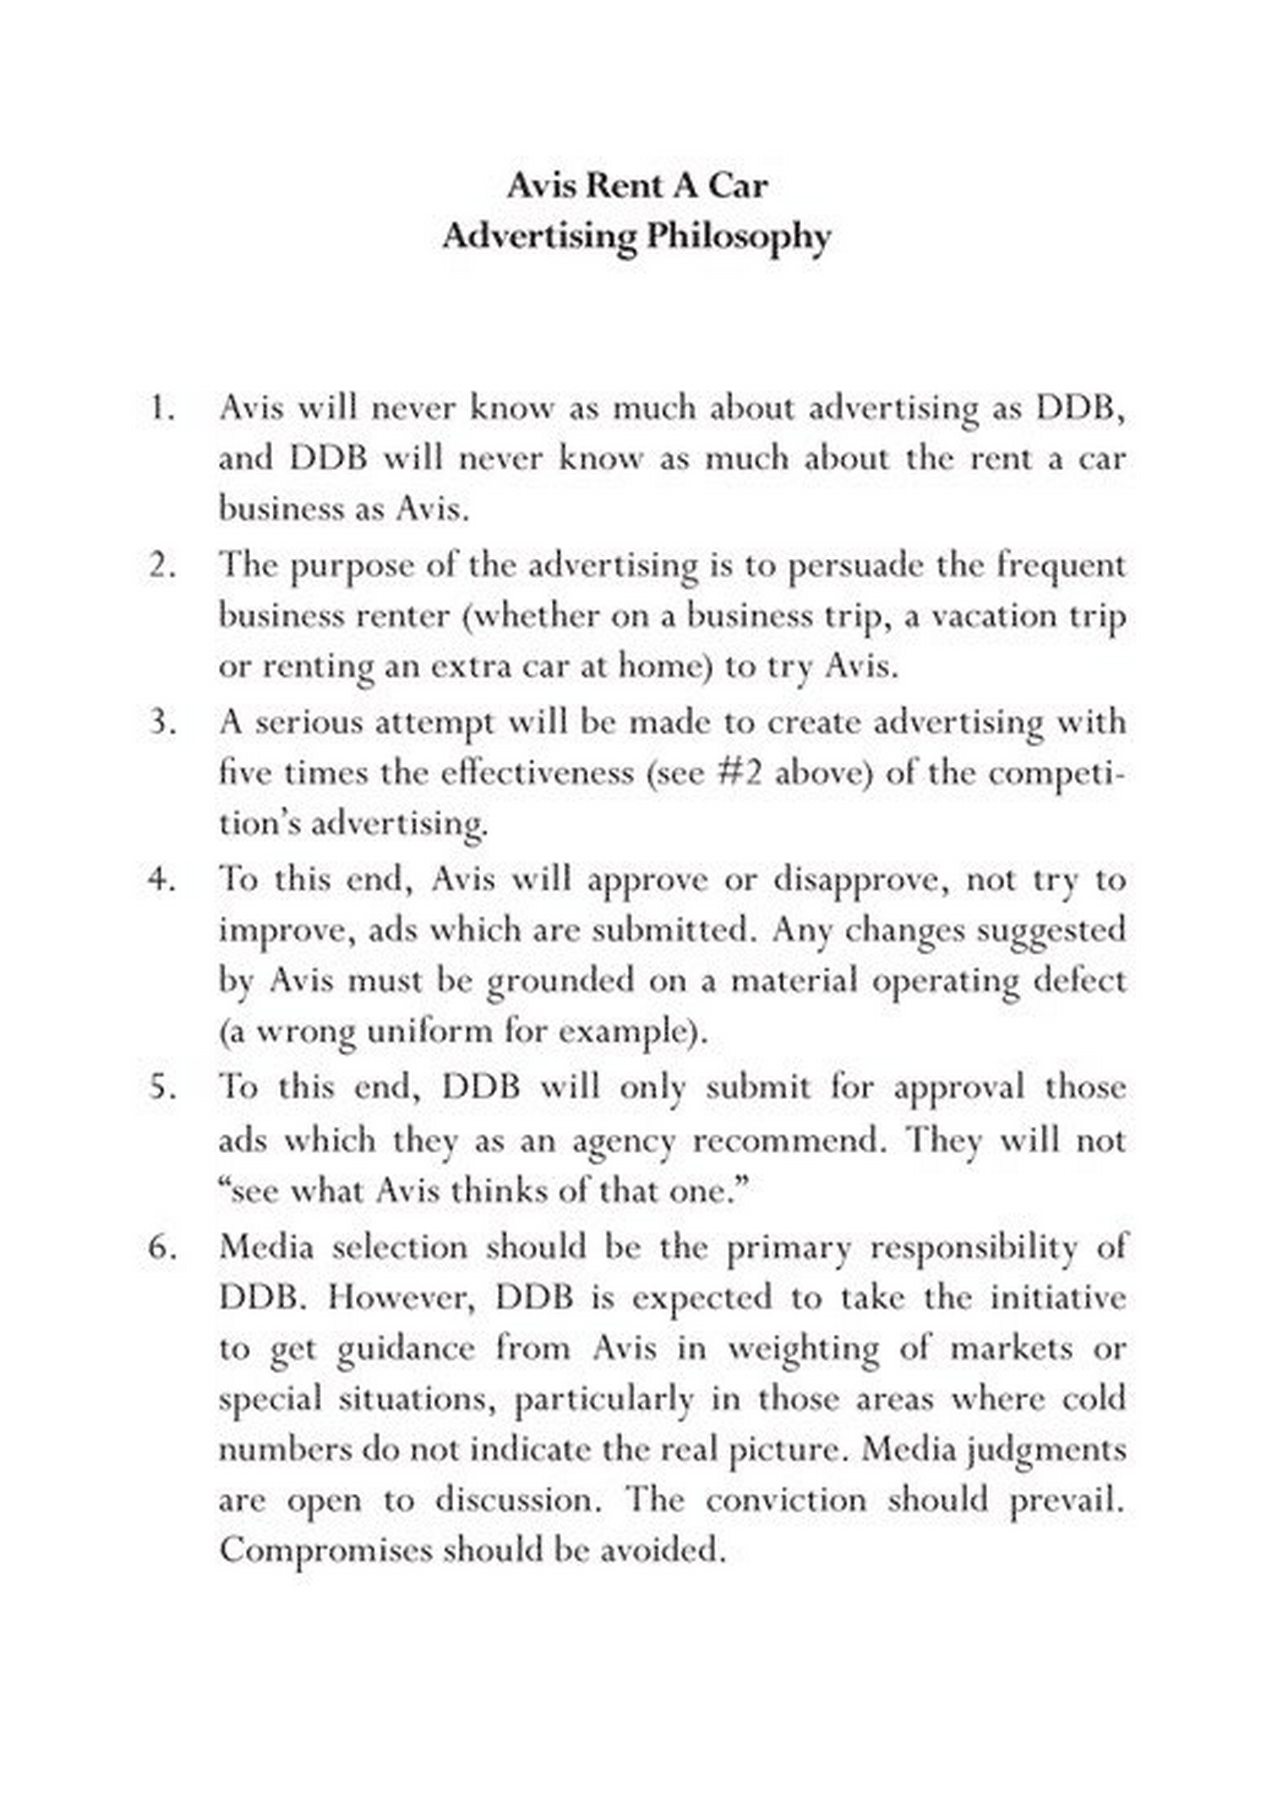 Avis Rent A Car
Advertising Philosophy
1. Avis will never know as much about advertising as DDB,
and DDB will never know as much about the rent a car
business as Avis.
2. The purpose of the advertising is to persuade the frequent
business renter (whether on a business trip, a vacation trip
or renting an extra car at home) to try Avis.
3. A serious attempt will be made to create advertising with
five times the effectiveness (see #2 above) of the competi-
tion’s advertising.
4. To this end, Avis will approve or disapprove, not try to
improve, ads which are submitted. Any changes suggested
by Avis must be grounded on a material operating defect
(a wrong uniform for example).
5. To this end, DDB will only submit for approval those
ads which they as an agency recommend. They will not
“see what Avis thinks of that one.”
6. Media selection should be the primary responsibility of
DDB. However, DDB is expected to take the initiative
to get guidance from Avis in weighting of markets or
special situations, particularly in those areas where cold
numbers do not indicate the real picture. Media judgments
are open to discussion. The conviction should prevail.
Compromises should be avoided.